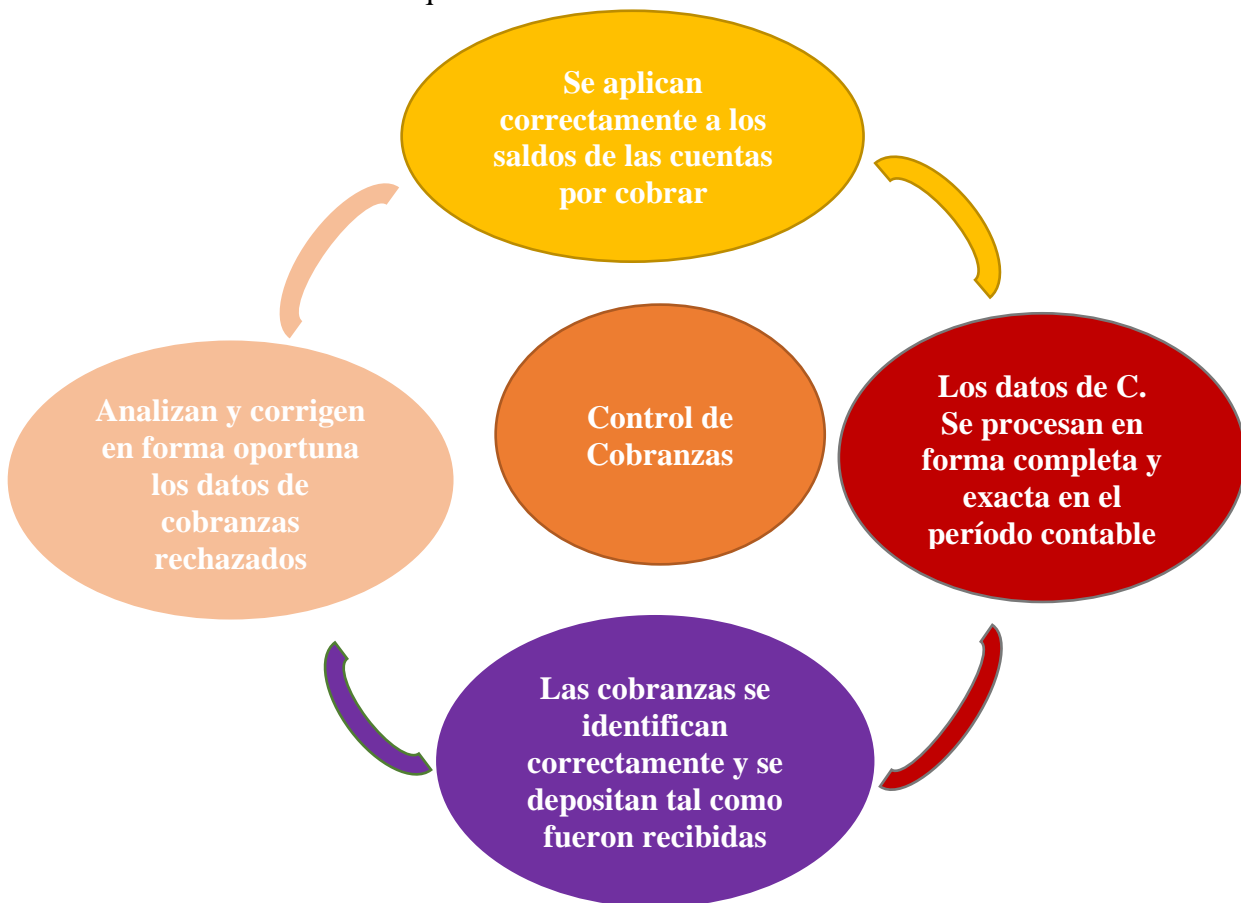 Se aplican
correctamente a los
saldos de las cuentas
por cobrar
Los datos de C.
Se procesan en
forma completa y
exacta en el
período contable
Las cobranzas se
identifican
correctamente y se
depositan tal como
fueron recibidas
Analizan y corrigen
en forma oportuna
los datos de
cobranzas
rechazados
Control de
Cobranzas